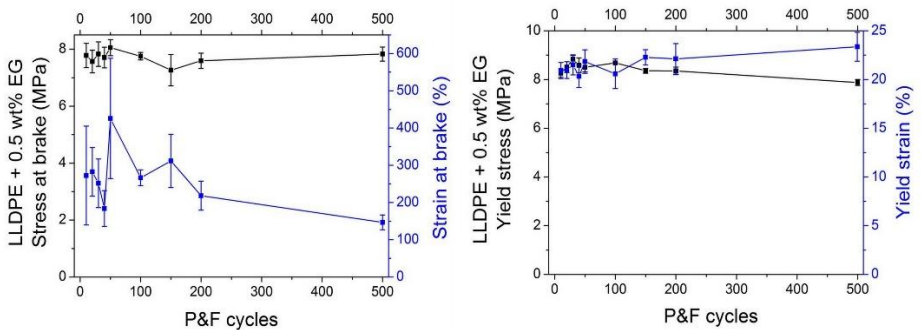 0 100 200 300 400 500
8
6
4
2
0
LLDPE + 0.5 wt% EG
Stress at brake (MPa)
600
500
400
300
200
100
0
Strain at brake (%)
0 100 200 300 400 500
P&F cycles
0 100 200 300 400 500
10
8
6
4
2
0
LLDPE + 0.5 wt% EG
Yield stress (MPa)
25
20
15
10
5
0
Yield strain (%)
0 100 200 300 400 500
P&F cycles